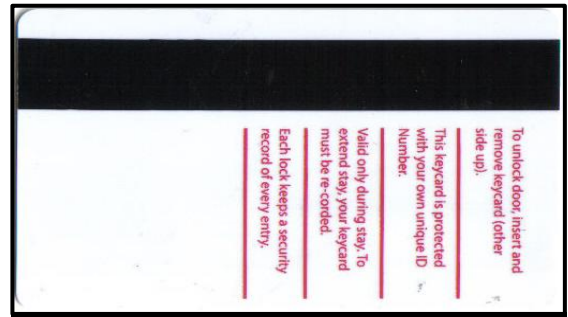 To unlock door, insert and
remove keycard (other
side up).
This keycard is protected
with your own unique ID
Number.
Valid only during stay. To
extend stay, your keycard
must be re-corded.
Each lock keeps a security
record of every entry.